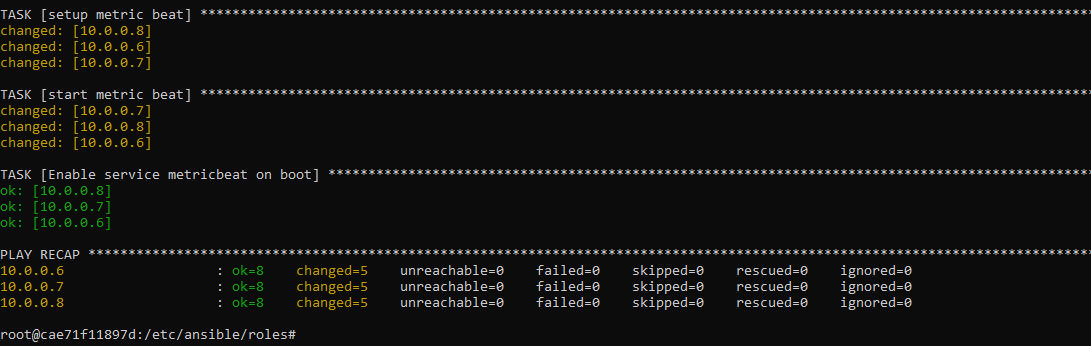 TASK [setup metric beat] ****************************************************************************************************************
changed: [10.0.0.8]
changed: [10.0.0.6]
changed: [10.0.0.7]
TASK [start metric beat] ****************************************************************************************************************
changed: [10.0.0.7]
changed: [10.0.0.8]
changed: [10.0.0.6]
TASK [Enable service metricbeat on boot] ************************************************************************************************
ok: [10.0.0.8]
ok: [10.0.0.7]
ok: [10.0.0.6]
PLAY RECAP ******************************************************************************************************************************
10.0.0.6                   : ok=8    changed=5    unreachable=0    failed=0    skipped=0    rescued=0    ignored=0
10.0.0.7                   : ok=8    changed=5    unreachable=0    failed=0    skipped=0    rescued=0    ignored=0
10.0.0.8                   : ok=8    changed=5    unreachable=0    failed=0    skipped=0    rescued=0    ignored=0
root@cae71f11897d:/etc/ansible/roles#